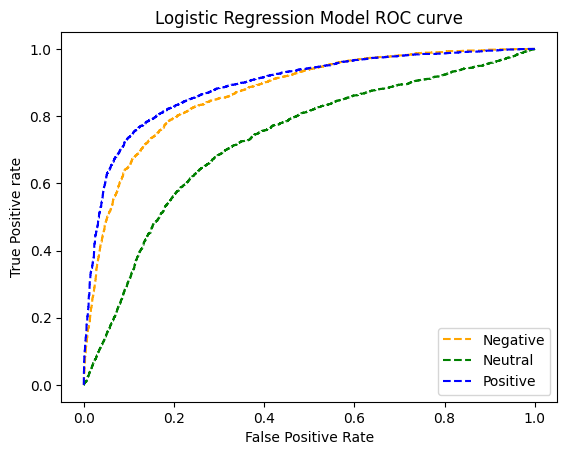 Logistic Regression Model ROC curve
True Positive rate
1.0
0.8
0.6
0.4
0.2
0.0
Negative
Neutral
Positive
0.0 0.2 0.4 0.6 0.8 1.0
False Positive Rate